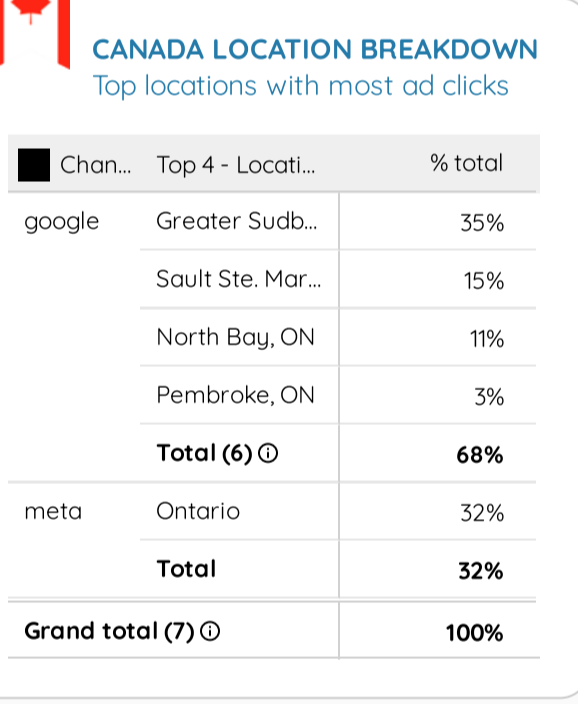 CANADA LOCATION BREAKDOWN
Top locations with most ad clicks
Chan... Top 4 - Locati... % total
google Greater Sudb... 35%
Sault Ste. Mar... 15%
North Bay, ON 11%
Pembroke, ON 3%
Total (6) 68%
meta Ontario 32%
Total 32%
Grand total (7) 100%